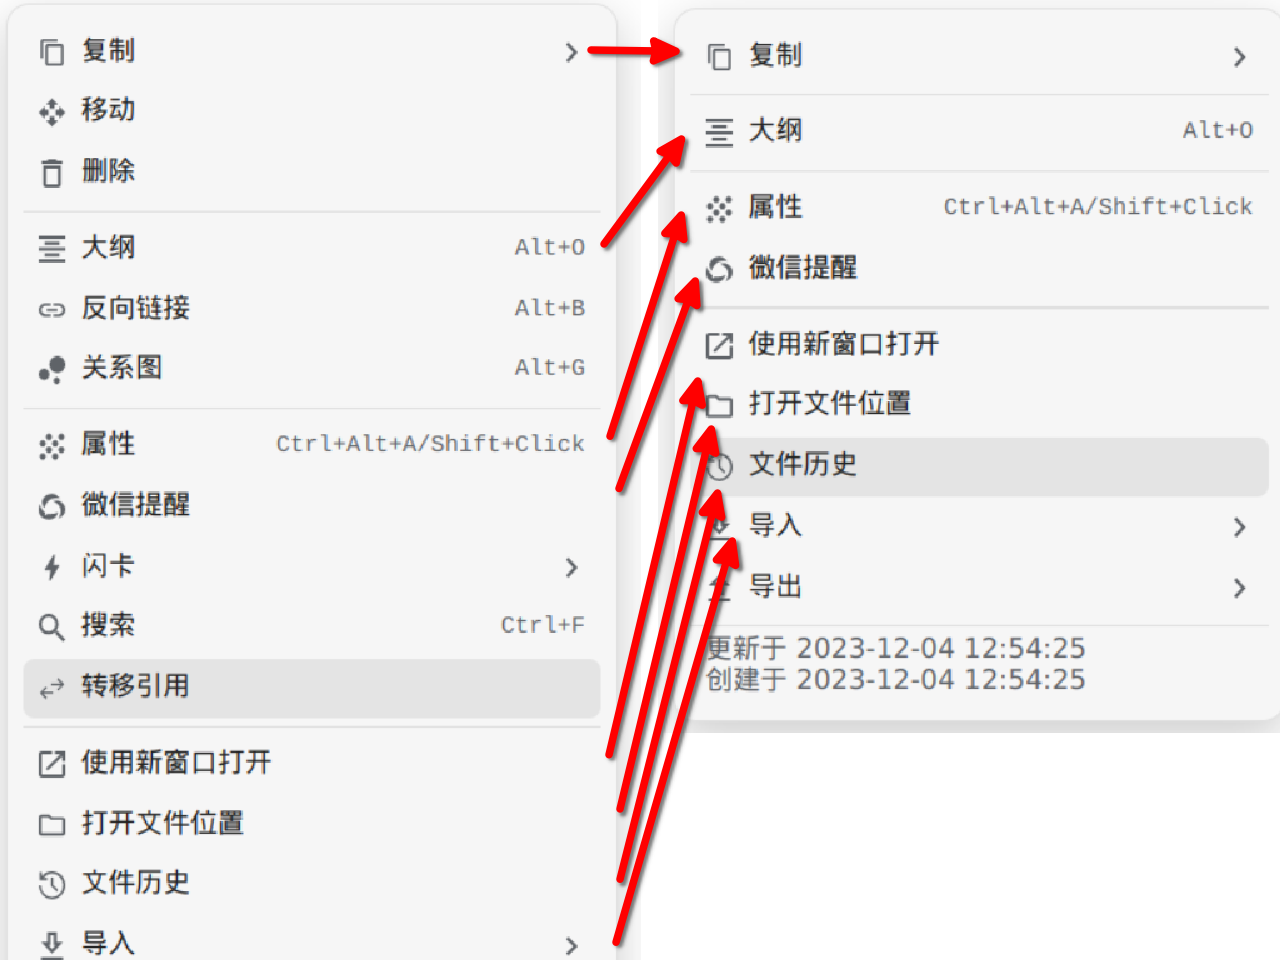 复制
移动
删除
大纲 Alt+O
反向链接 Alt+B
关系图 Alt+G
属性 Ctrl+Alt+A/Shift+Click
微信提醒
闪卡
搜索 Ctrl+F
转移引用
使用新窗口打开
打开文件位置
文件历史
导入
复制
大纲 Alt+O
属性 Ctrl+Alt+A/Shift+Click
微信提醒
使用新窗口打开
打开文件位置
文件历史
导入
导出
更新于 2023-12-04 12:54:25
创建于 2023-12-04 12:54:25